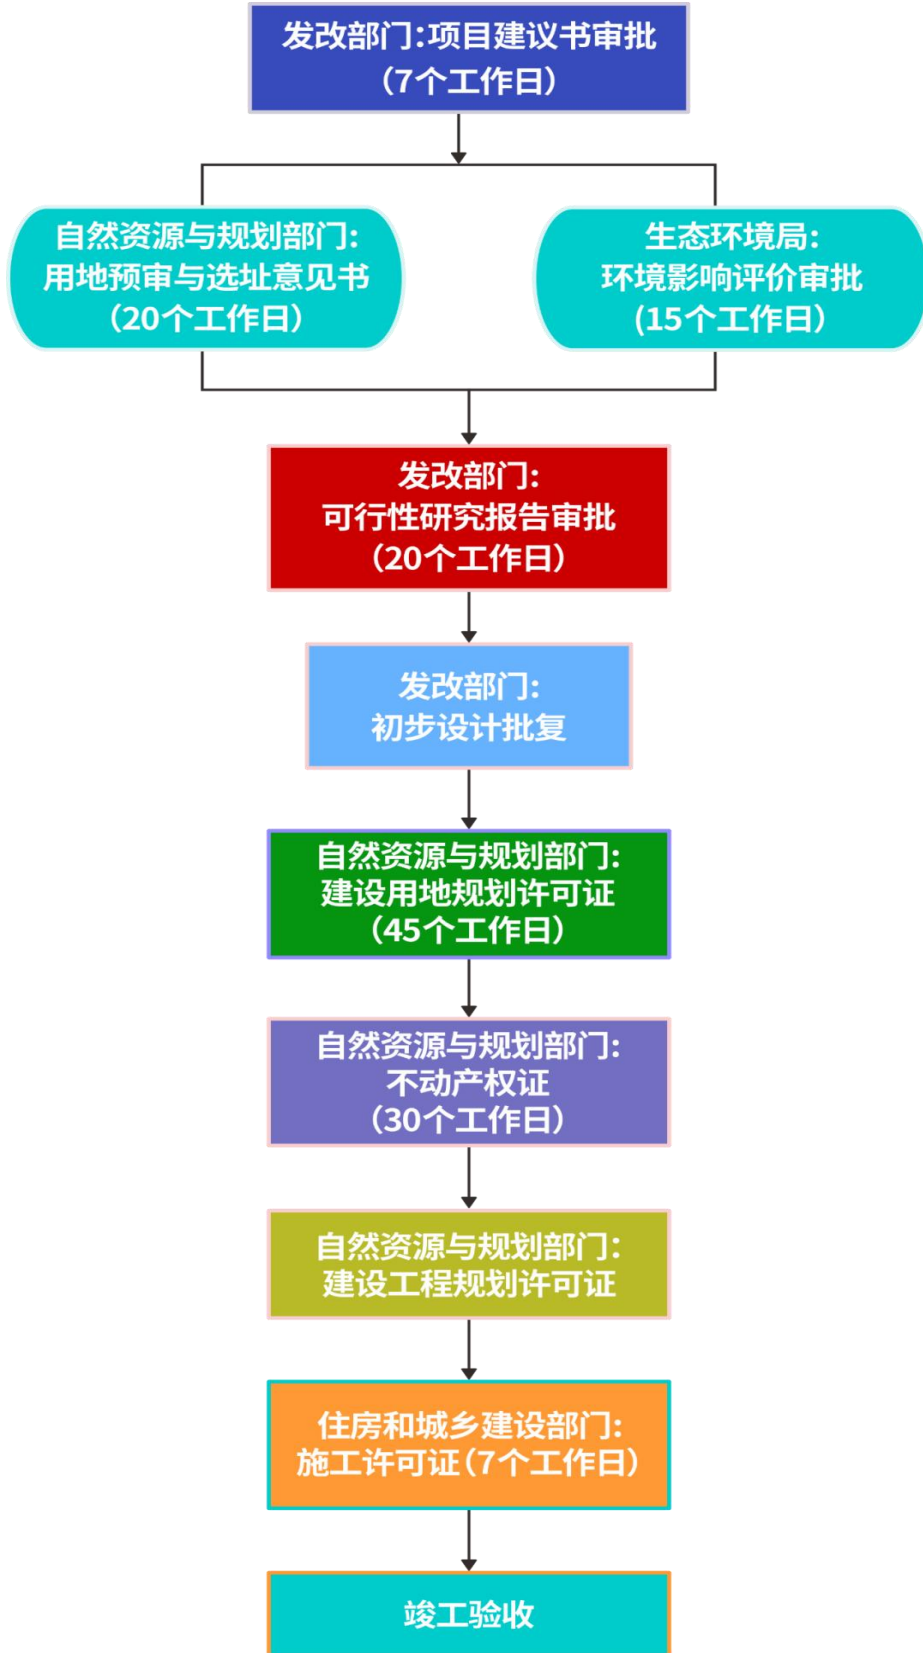 发改部门:项目建议书审批
（7个工作日）
自然资源与规划部门:
用地预审与选址意见书
（20个工作日）
生态环境局:
环境影响评价审批
(15个工作日）
发改部门:
可行性研究报告审批
（20个工作日）
发改部门:
初步设计批复
自然资源与规划部门:
建设用地规划许可证
（45个工作日）
自然资源与规划部门:
不动产权证
（30个工作日）
自然资源与规划部门:
建设工程规划许可证
住房和城乡建设部门:
施工许可证（7个工作日）
竣工验收